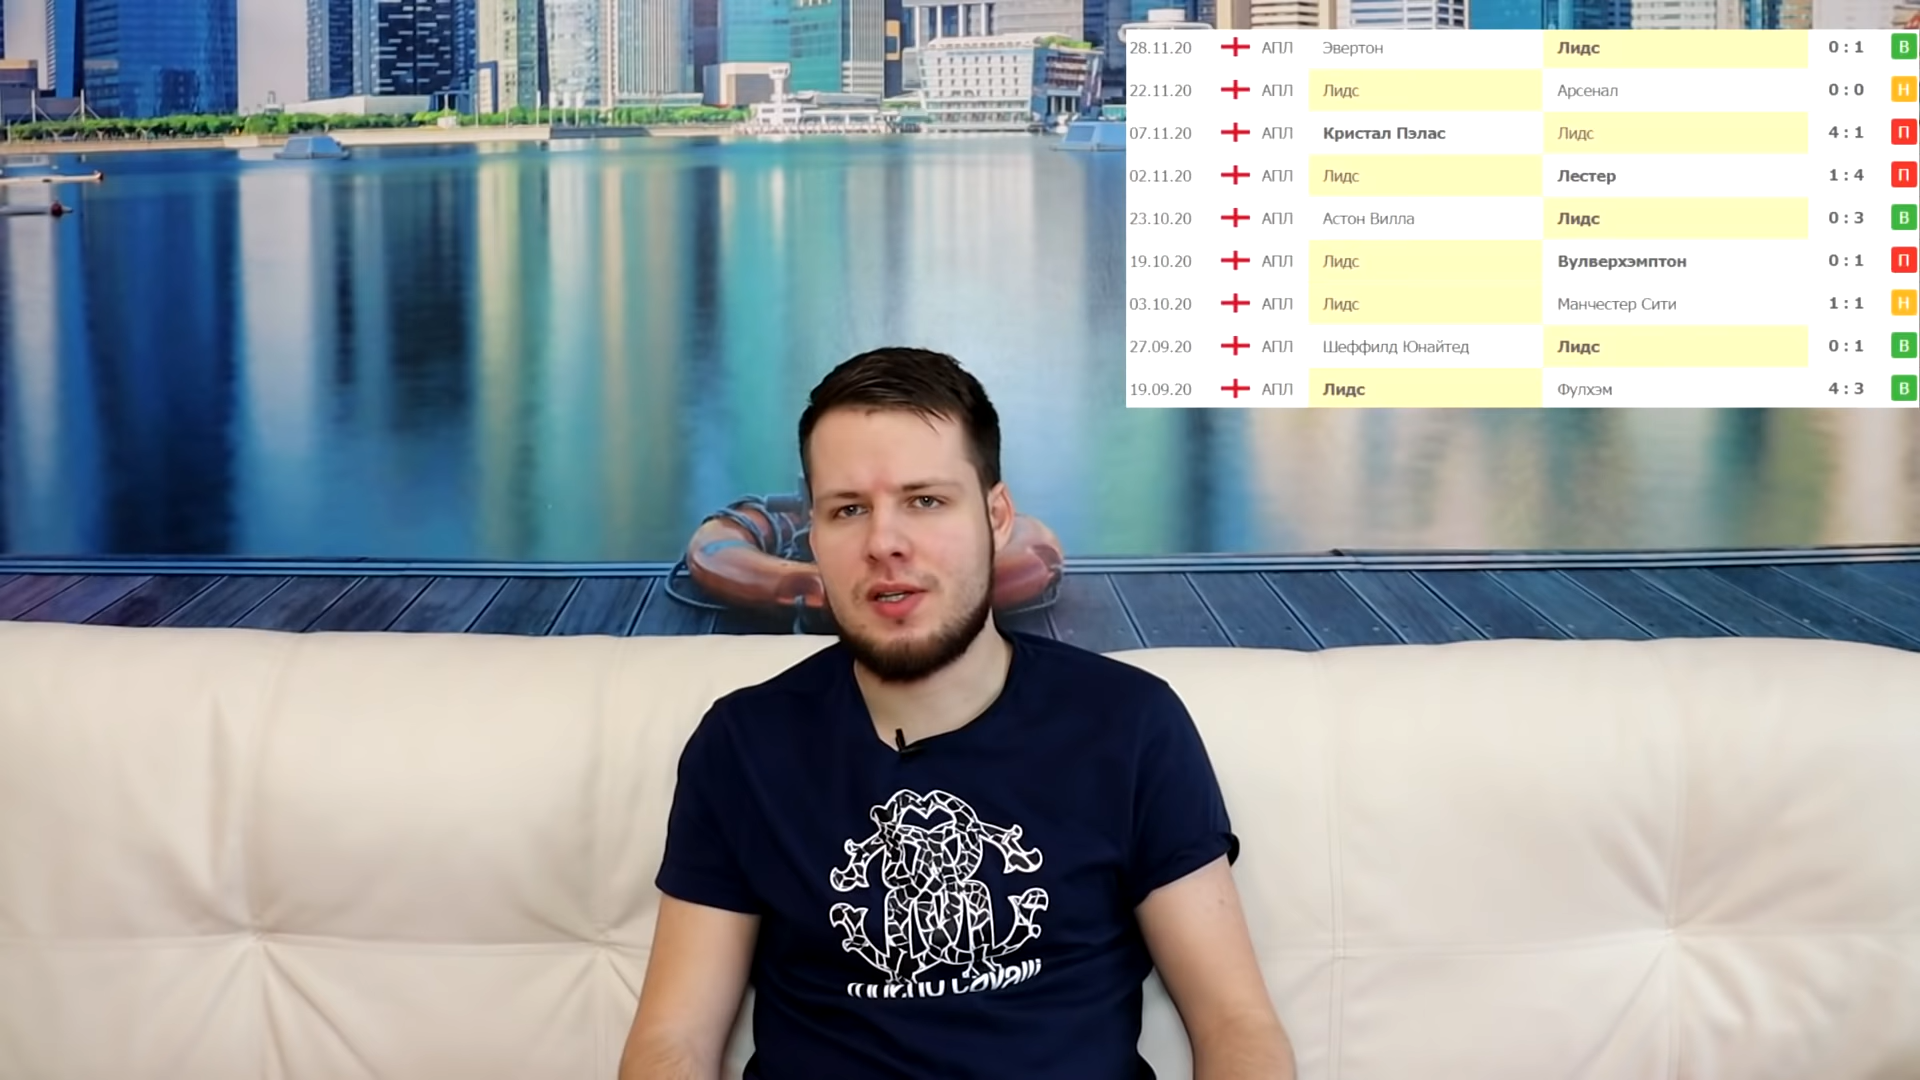 28.11.20 АПЛ Эвертон Лидс 0 : 1 В
22.11.20 АПЛ Лидс Арсенал 0 : 0 Н
07.11.20 АПЛ Кристал Пэлас Лидс 4 : 1 П
02.11.20 АПЛ Лидс Лестер 1 : 4 П
23.10.20 АПЛ Астон Вилла Лидс 0 : 3 В
19.10.20 АПЛ Лидс Вулверхэмптон 0 : 1 П
03.10.20 АПЛ Лидс Манчестер Сити 1 : 1 Н
27.09.20 АПЛ Шеффилд Юнайтед Лидс 0 : 1 В
19.09.20 АПЛ Лидс Фулхэм 4 : 3 В
cavalli